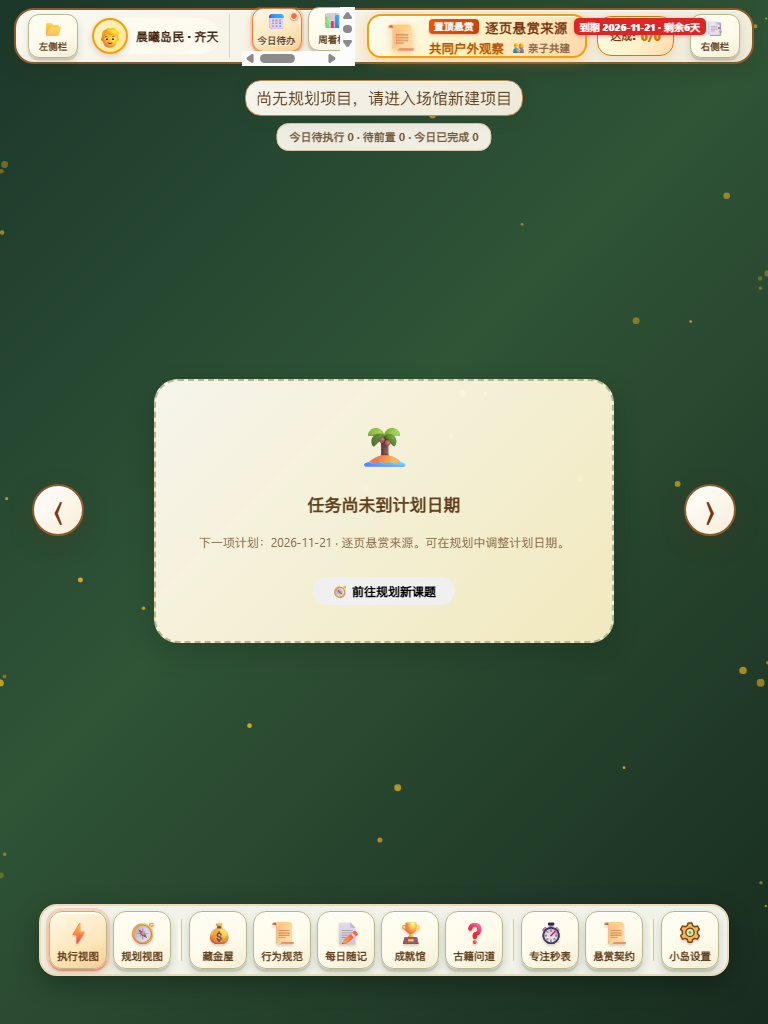 左侧栏
晨曦岛民 · 齐天
今日待办
周看
置顶悬赏 逐页悬赏来源
到期 2026-11-21 · 剩余6天
共同户外观察 亲子共建
达成: 0/0
右侧栏
尚无规划项目，请进入场馆新建项目
今日待执行 0 · 待前置 0 · 今日已完成 0
任务尚未到计划日期
下一项计划：2026-11-21 · 逐页悬赏来源。可在规划中调整计划日期。
前往规划新课题
执行视图
规划视图
藏金屋
行为规范
每日随记
成就馆
古籍问道
专注秒表
悬赏契约
小岛设置